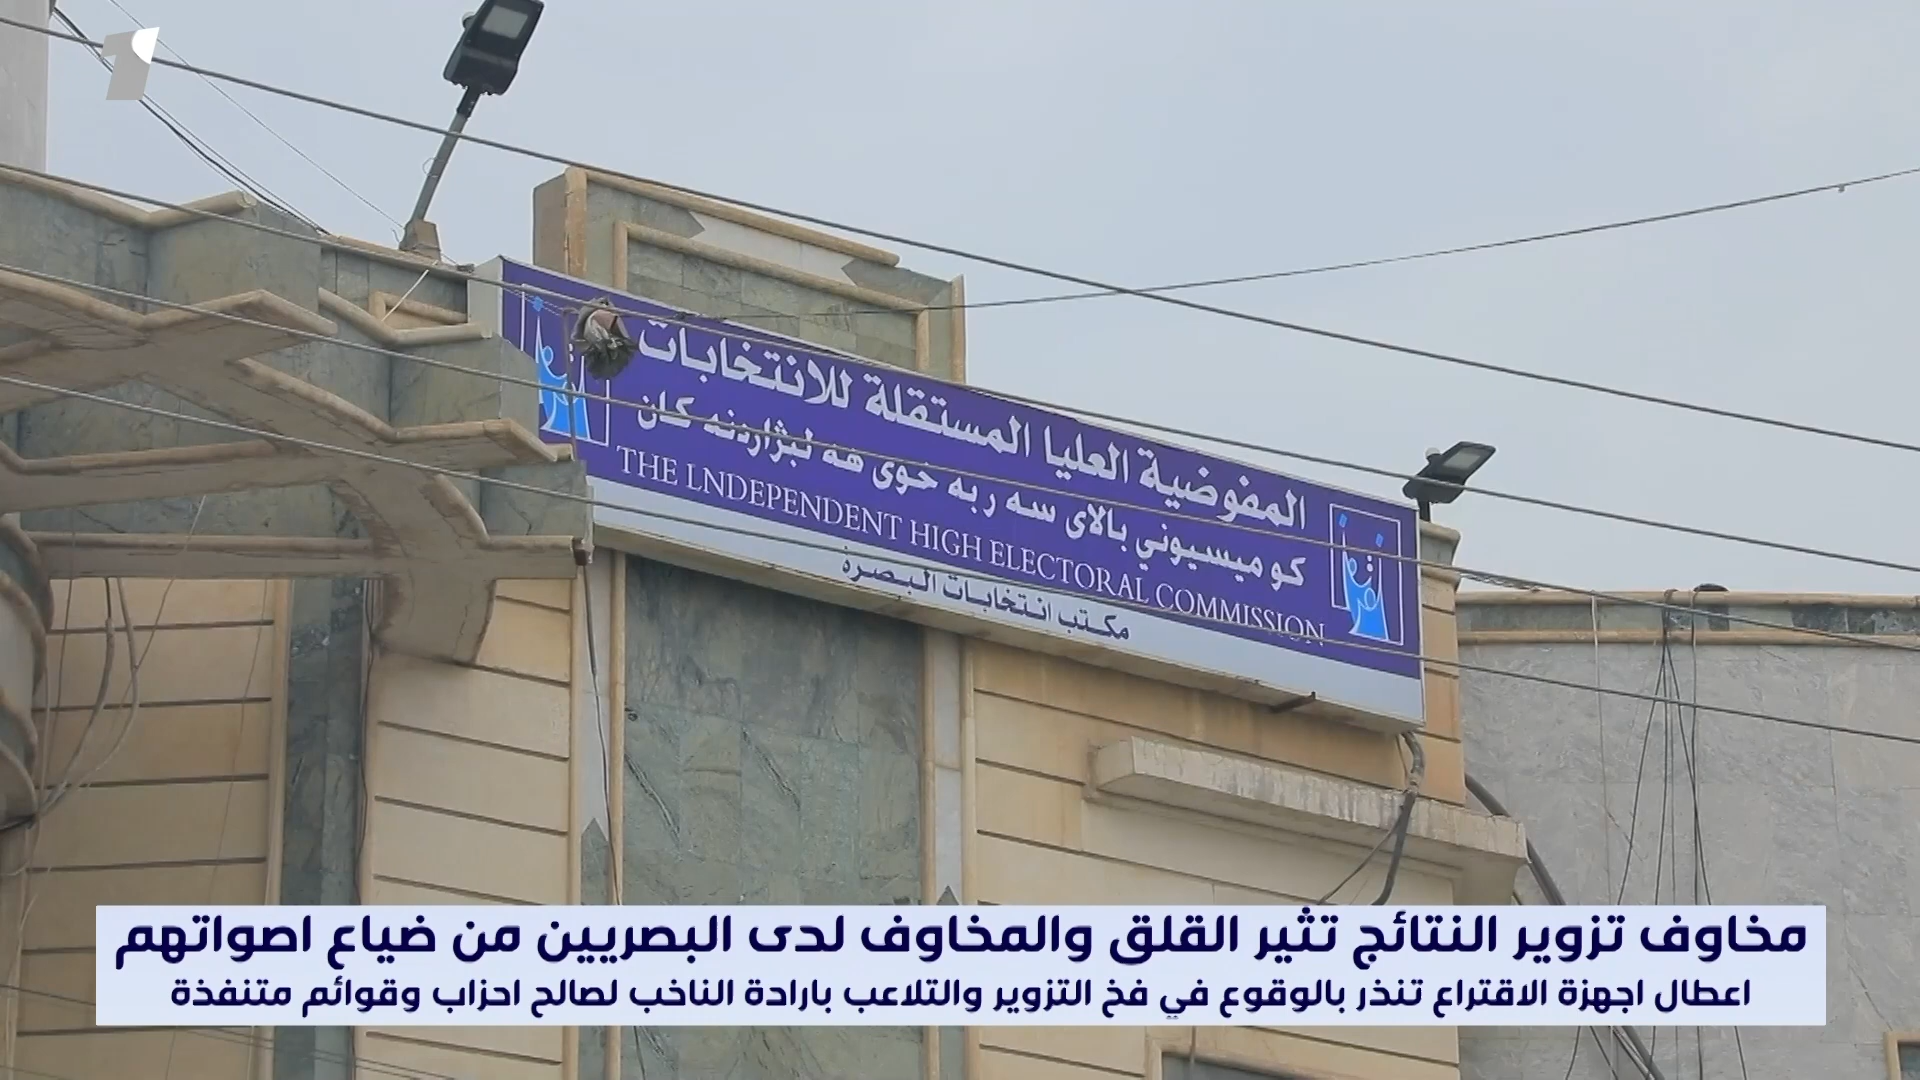 المفوضية العليا المستقلة للانتخابات
كوميسيوني بالاى سه ربه خوى هه لبژاردنه كان
THE LNDEPENDENT HIGH ELECTORAL COMMISSION
مكتب انتخابات البصرة
مخاوف تزوير النتائج تثير القلق والمخاوف لدى البصريين من ضياع اصواتهم
اعطال اجهزة الاقتراع تنذر بالوقوع في فخ التزوير والتلاعب بارادة الناخب لصالح احزاب وقوائم متنفذة